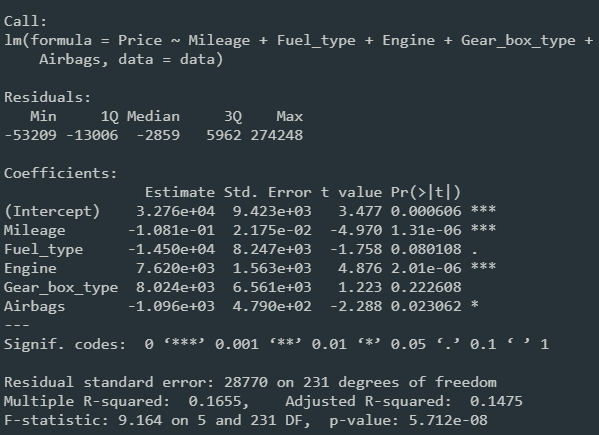 Call:
lm(formula = Price ~ Mileage + Fuel_type + Engine + Gear_box_type +
    Airbags, data = data)

Residuals:
   Min     1Q Median     3Q    Max
-53209 -13006  -2859   5962 274248

Coefficients:
                Estimate Std. Error t value Pr(>|t|)
(Intercept)    3.276e+04  9.423e+03   3.477 0.000606 ***
Mileage       -1.081e-01  2.175e-02  -4.970 1.31e-06 ***
Fuel_type     -1.450e+04  8.247e+03  -1.758 0.080108 .
Engine         7.620e+03  1.563e+03   4.876 2.01e-06 ***
Gear_box_type  8.024e+03  6.561e+03   1.223 0.222608
Airbags       -1.096e+03  4.790e+02  -2.288 0.023062 *
---
Signif. codes:  0 ‘***’ 0.001 ‘**’ 0.01 ‘*’ 0.05 ‘.’ 0.1 ‘ ’ 1

Residual standard error: 28770 on 231 degrees of freedom
Multiple R-squared:  0.1655,    Adjusted R-squared:  0.1475
F-statistic: 9.164 on 5 and 231 DF,  p-value: 5.712e-08